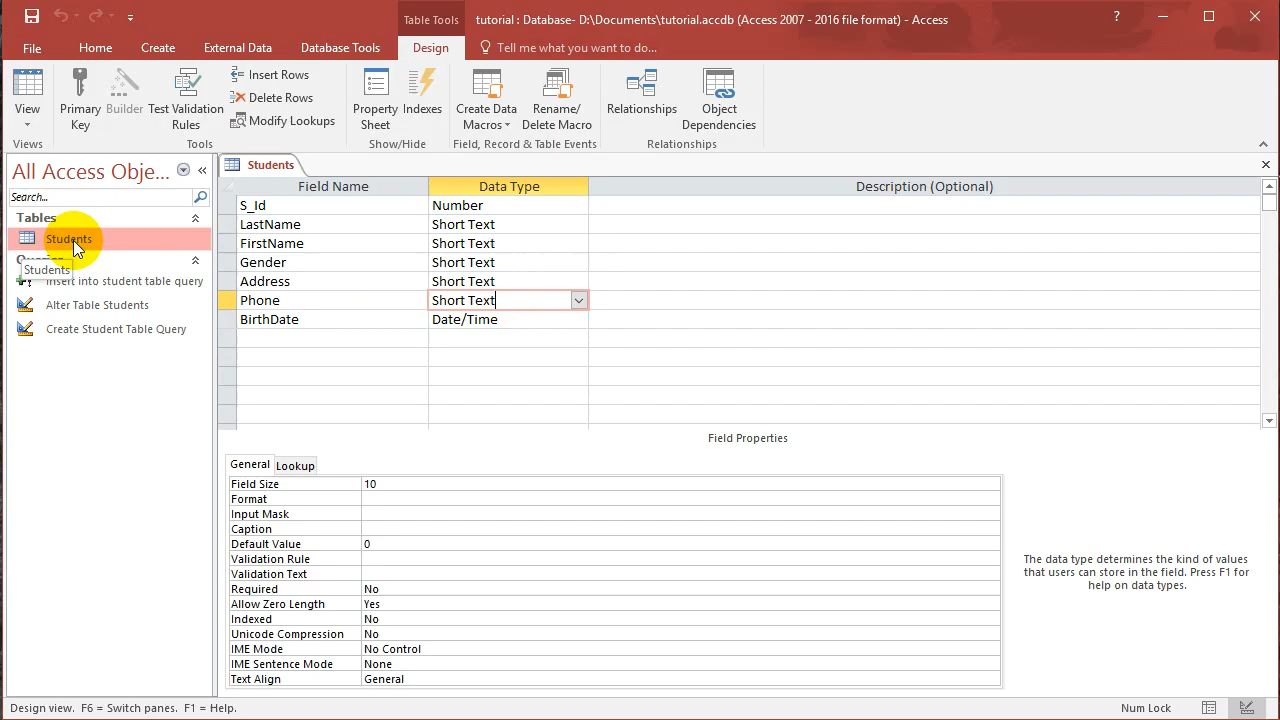 Table Tools
tutorial : Database- D:\Documents\tutorial.accdb (Access 2007 - 2016 file format) - Access
?
File
Home
Create
External Data
Database Tools
Design
Tell me what you want to do...
View
Primary
Key
Builder
Test Validation
Rules
Insert Rows
Delete Rows
Modify Lookups
Property
Sheet
Indexes
Create Data
Macros
Rename/
Delete Macro
Relationships
Object
Dependencies
Views
Tools
Show/Hide
Field, Record & Table Events
Relationships
All Access Obje...
Search...
Tables
Students
Students
Insert into student table query
Alter Table Students
Create Student Table Query
Students
Field Name Data Type Description (Optional)
S_Id Number
LastName Short Text
FirstName Short Text
Gender Short Text
Address Short Text
Phone Short Text
BirthDate Date/Time
Field Properties
General Lookup
Field Size 10
Format
Input Mask
Caption
Default Value 0
Validation Rule
Validation Text
Required No
Allow Zero Length Yes
Indexed No
Unicode Compression No
IME Mode No Control
IME Sentence Mode None
Text Align General
The data type determines the kind of values
that users can store in the field. Press F1 for
help on data types.
Design view. F6 = Switch panes. F1 = Help.
Num Lock